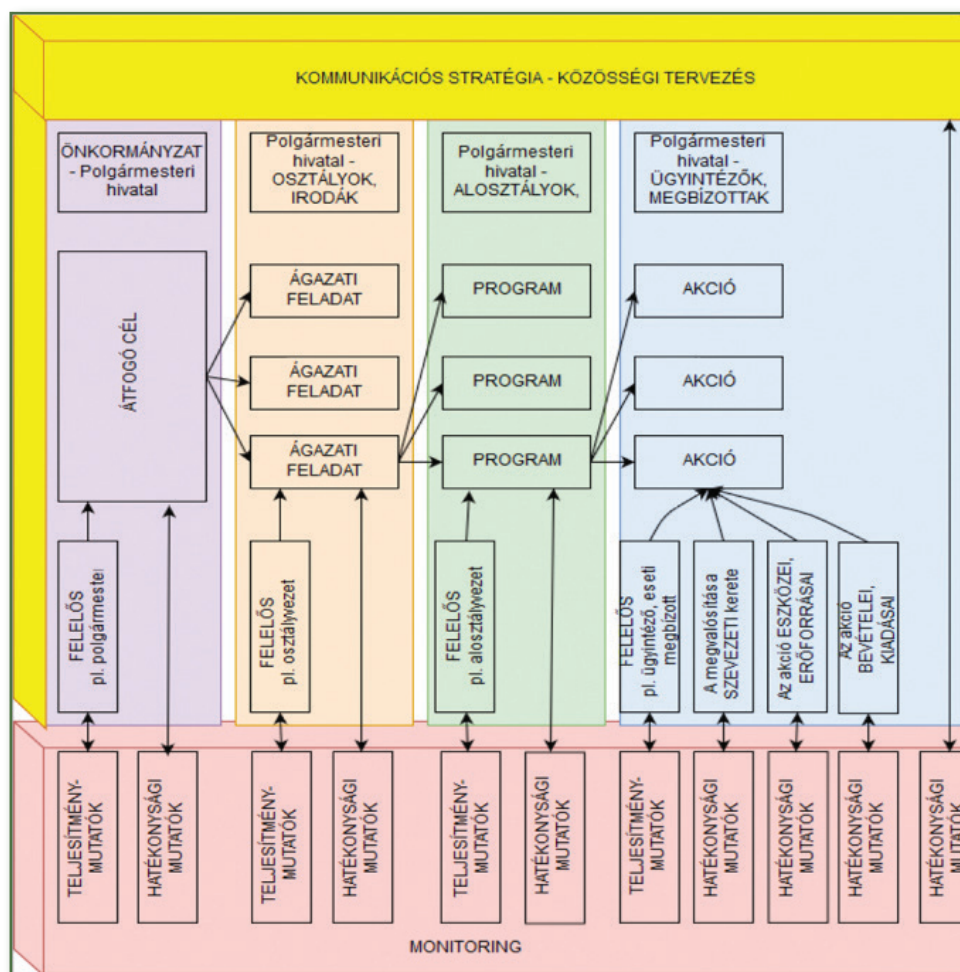 KOMMUNIKÁCIÓS STRATÉGIA - KÖZÖSSÉGI TERVEZÉS
ÖNKORMÁNYZAT
- Polgármesteri
hivatal
Polgármesteri
hivatal -
OSZTÁLYOK,
IRODÁK
Polgármesteri
hivatal -
ALOSZTÁLYOK,
Polgármesteri
hivatal -
ÜGYINTÉZŐK,
MEGBÍZOTTAK
ÁTFOGÓ CÉL
ÁGAZATI
FELADAT
PROGRAM
AKCIÓ
ÁGAZATI
FELADAT
PROGRAM
AKCIÓ
ÁGAZATI
FELADAT
PROGRAM
AKCIÓ
FELELŐS
pl. polgármester
FELELŐS
pl. osztályvezet
FELELŐS
pl. alosztályvezet
FELELŐS
pl. ügyintéző, eseti
megbízott
A megvalósítása
SZEVEZETI kerete
Az akció ESZKÖZEI,
ERŐFORRÁSAI
Az akció
BEVÉTELEI,
KIADÁSAI
TELJESÍTMÉNY-
MUTATÓK
HATÉKONYSÁGI
MUTATÓK
TELJESÍTMÉNY-
MUTATÓK
HATÉKONYSÁGI
MUTATÓK
TELJESÍTMÉNY-
MUTATÓK
HATÉKONYSÁGI
MUTATÓK
TELJESÍTMÉNY-
MUTATÓK
HATÉKONYSÁGI
MUTATÓK
HATÉKONYSÁGI
MUTATÓK
HATÉKONYSÁGI
MUTATÓK
HATÉKONYSÁGI
MUTATÓK
MONITORING